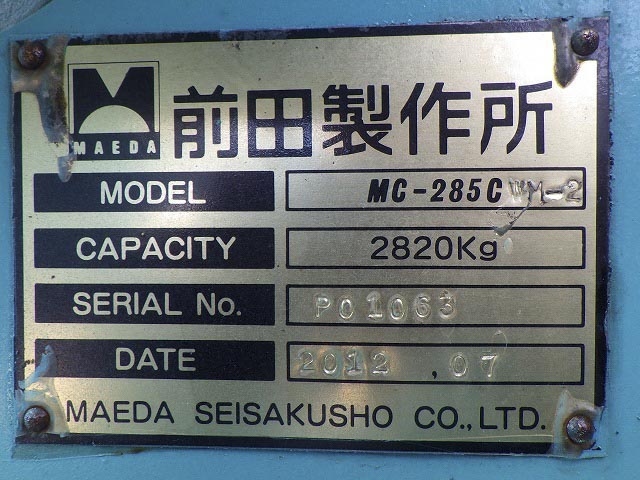 MAEDA 前田製作所
MODEL MC-285CWM-2
CAPACITY 2820Kg
SERIAL No. P01063
DATE 2012.07
MAEDA SEISAKUSHO CO., LTD.